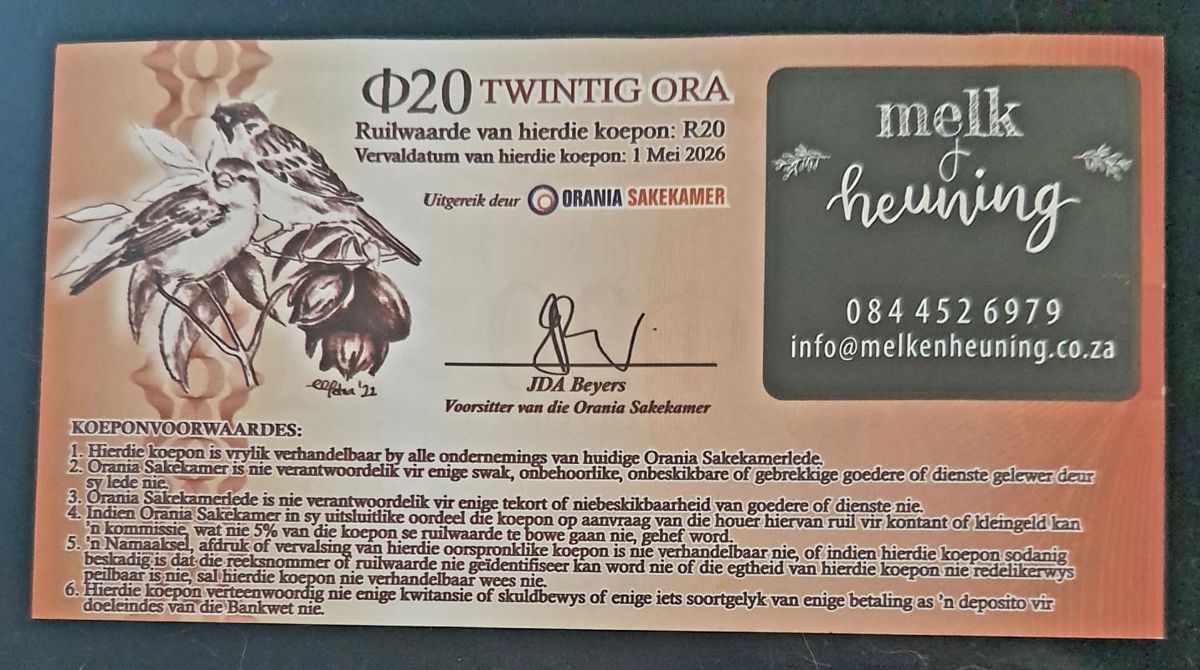 Ф20 TWINTIG ORA
Ruilwaarde van hierdie koepon: R20
Vervaldatum van hierdie koepon: 1 Mei 2026
Uitgereik deur ORANIA SAKEKAMER
JDA Beyers
Voorsitter van die Orania Sakekamer
melk
&
heuning
084 452 6979
info@melkenheuning.co.za
'22
KOEPONVOORWAARDES:
1. Hierdie koepon is vrylik verhandelbaar by alle ondernemings van huidige Orania Sakekamerlede.
2. Orania Sakekamer is nie verantwoordelik vir enige swak, onbehoorlike, onbeskikbare of gebrekkige goedere of dienste gelewer deur
sy lede nie.
3. Orania Sakekamerlede is nie verantwoordelik vir enige tekort of niebeskikbaarheid van goedere of dienste nie.
4. Indien Orania Sakekamer in sy uitsluitlike oordeel die koepon op aanvraag van die houer hiervan ruil vir kontant of kleingeld kan
'n kommissie, wat nie 5% van die koepon se ruilwaarde te bowe gaan nie, gehef word.
5. 'n Namaaksel, afdruk of vervalsing van hierdie oorspronklike koepon is nie verhandelbaar nie, of indien hierdie koepon sodanig
beskadig is dat die reeksnommer of ruilwaarde nie geïdentifiseer kan word nie of die egtheid van hierdie koepon nie redelikerwys
peilbaar is nie, sal hierdie koepon nie verhandelbaar wees nie.
6. Hierdie koepon verteenwoordig nie enige kwitansie of skuldbewys of enige iets soortgelyk van enige betaling as 'n deposito vir
doeleindes van die Bankwet nie.